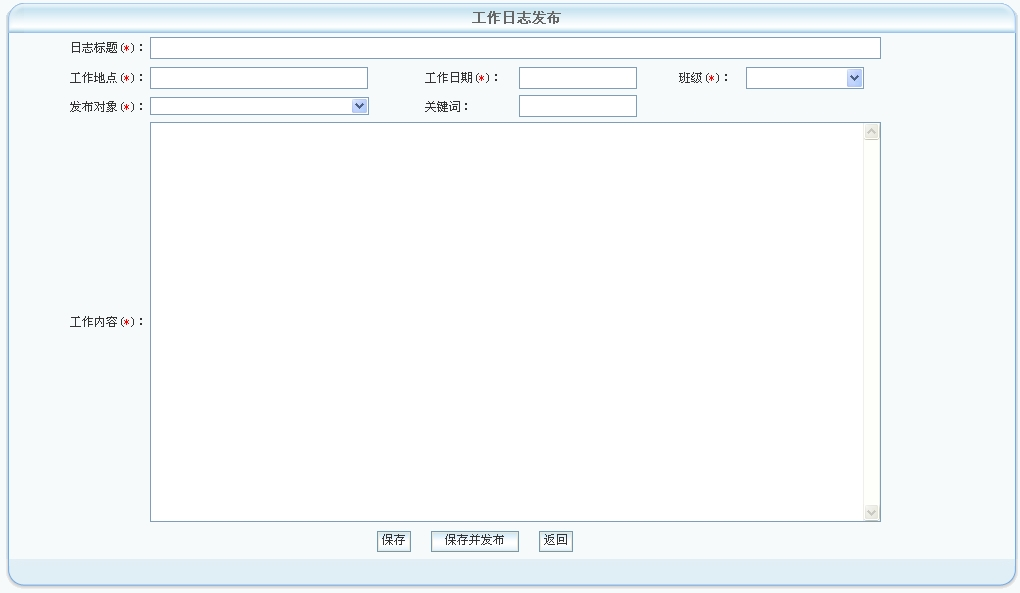 工作日志发布
日志标题(*)：
工作地点(*)： 工作日期(*)： 班级(*)：
发布对象(*)： 关键词：
工作内容(*)：
保存 保存并发布 返回